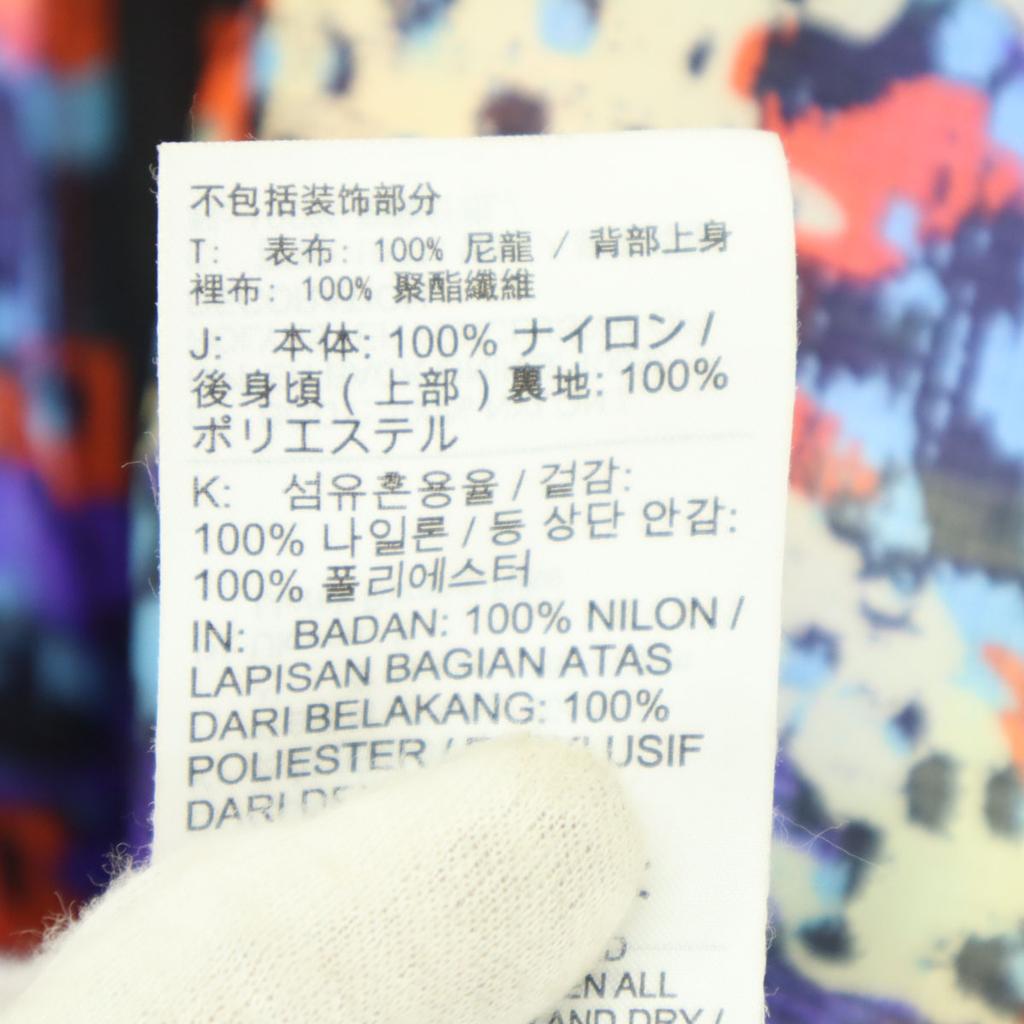 不包括装饰部分
T: 表布: 100% 尼龍 / 背部上身
裡布: 100% 聚酯纖維
J: 本体: 100% ナイロン /
後身頃 ( 上部 ) 裏地: 100%
ポリエステル
K: 섬유혼용율 / 겉감:
100% 나일론 / 등 상단 안감:
100% 폴리에스터
IN: BADAN: 100% NILON /
LAPISAN BAGIAN ATAS
DARI BELAKANG: 100%
POLIESTER /
DARI
ALL
AND DRY /